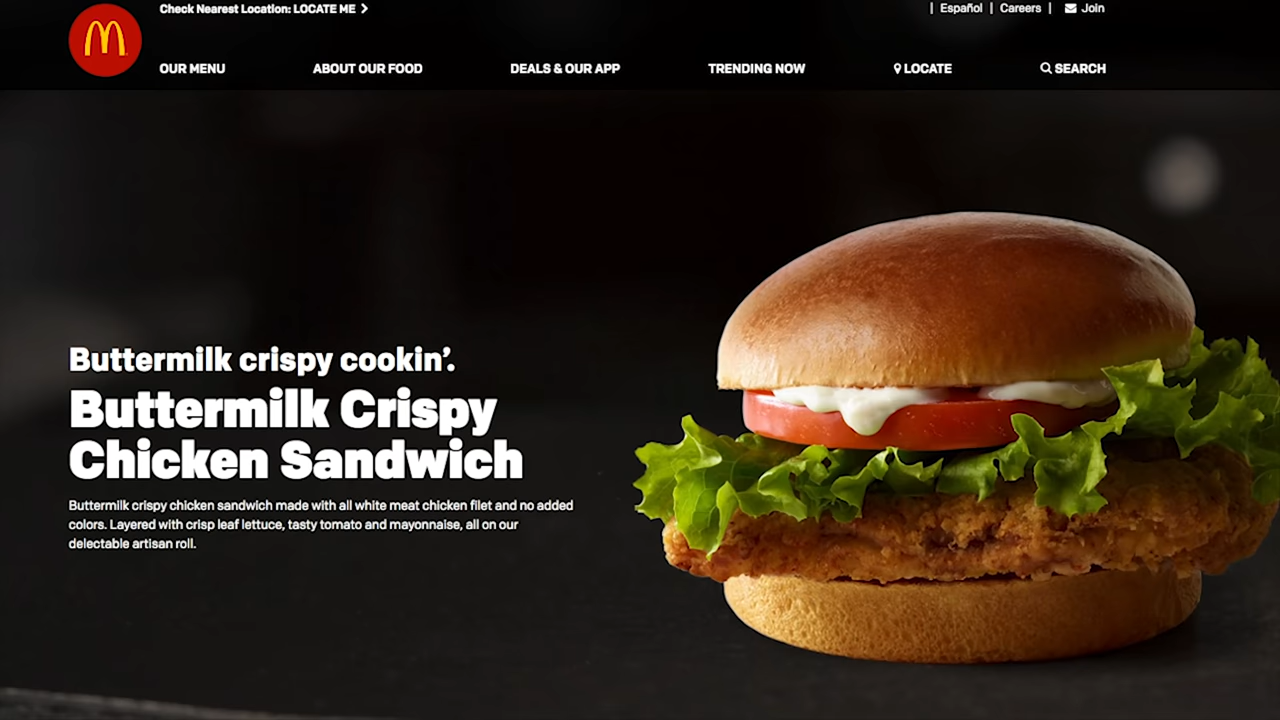 Check Nearest Location: LOCATE ME
| Español | Careers | Join
OUR MENU ABOUT OUR FOOD DEALS & OUR APP TRENDING NOW LOCATE SEARCH
Buttermilk crispy cookin’.
Buttermilk Crispy
Chicken Sandwich
Buttermilk crispy chicken sandwich made with all white meat chicken filet and no added
colors. Layered with crisp leaf lettuce, tasty tomato and mayonnaise, all on our
delectable artisan roll.